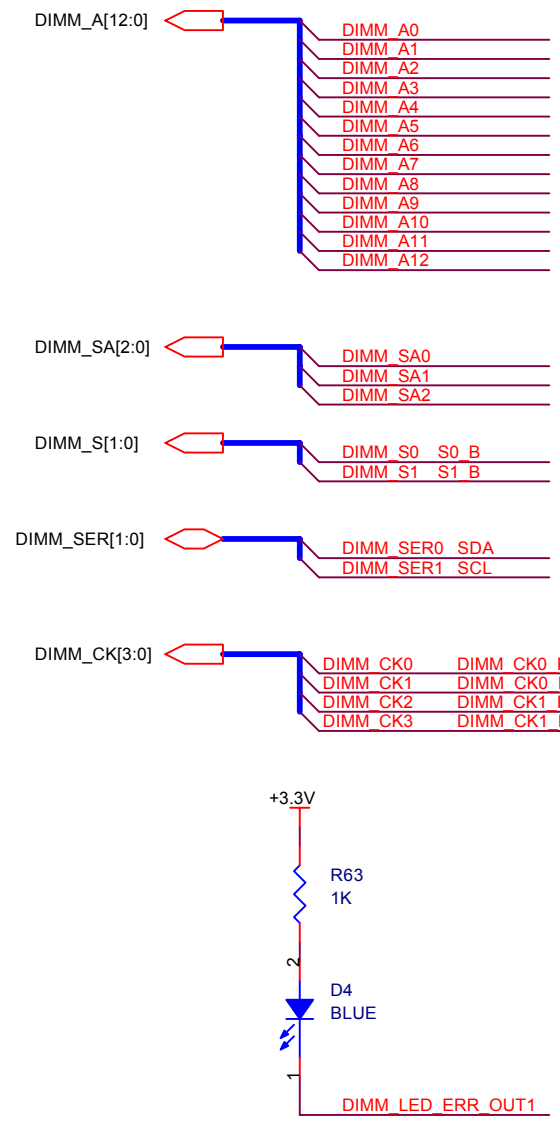 DIMM_A[12:0]
DIMM_A0
DIMM_A1
DIMM_A2
DIMM_A3
DIMM_A4
DIMM_A5
DIMM_A6
DIMM_A7
DIMM_A8
DIMM_A9
DIMM_A10
DIMM_A11
DIMM_A12
DIMM_SA[2:0]
DIMM_SA0
DIMM_SA1
DIMM_SA2
DIMM_S[1:0]
DIMM_S0 S0_B
DIMM_S1 S1_B
DIMM_SER[1:0]
DIMM_SER0 SDA
DIMM_SER1 SCL
DIMM_CK[3:0]
DIMM_CK0 DIMM_CK0_
DIMM_CK1 DIMM_CK0_
DIMM_CK2 DIMM_CK1_
DIMM_CK3 DIMM_CK1_
+3.3V
R63
1K
2
D4
BLUE
1
DIMM_LED_ERR_OUT1